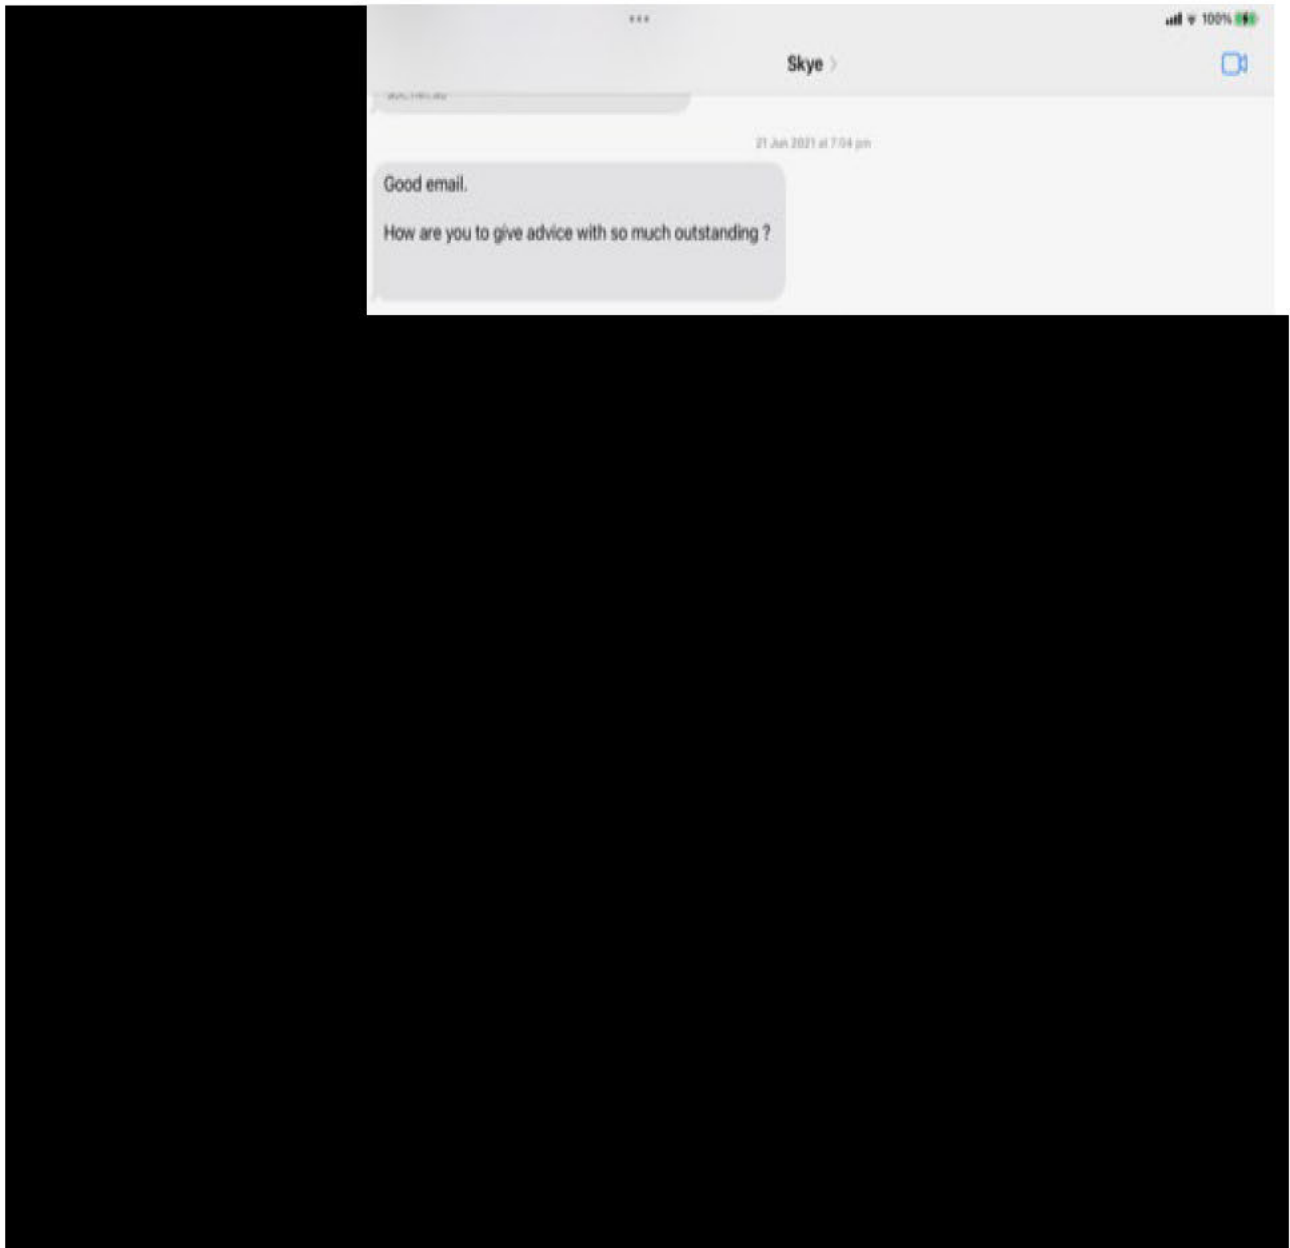 100%
Skye
21 Jun 2021 at 7:04 pm
Good email.
How are you to give advice with so much outstanding ?